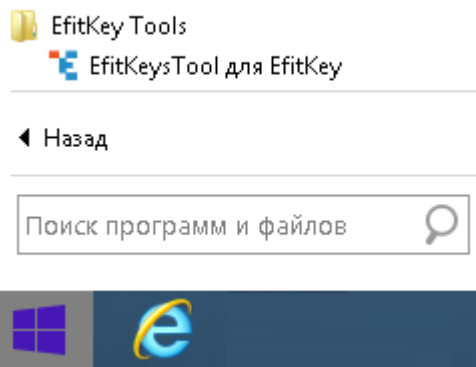 EfitKey Tools
EfitKeysTool для EfitKey
Назад
Поиск программ и файлов